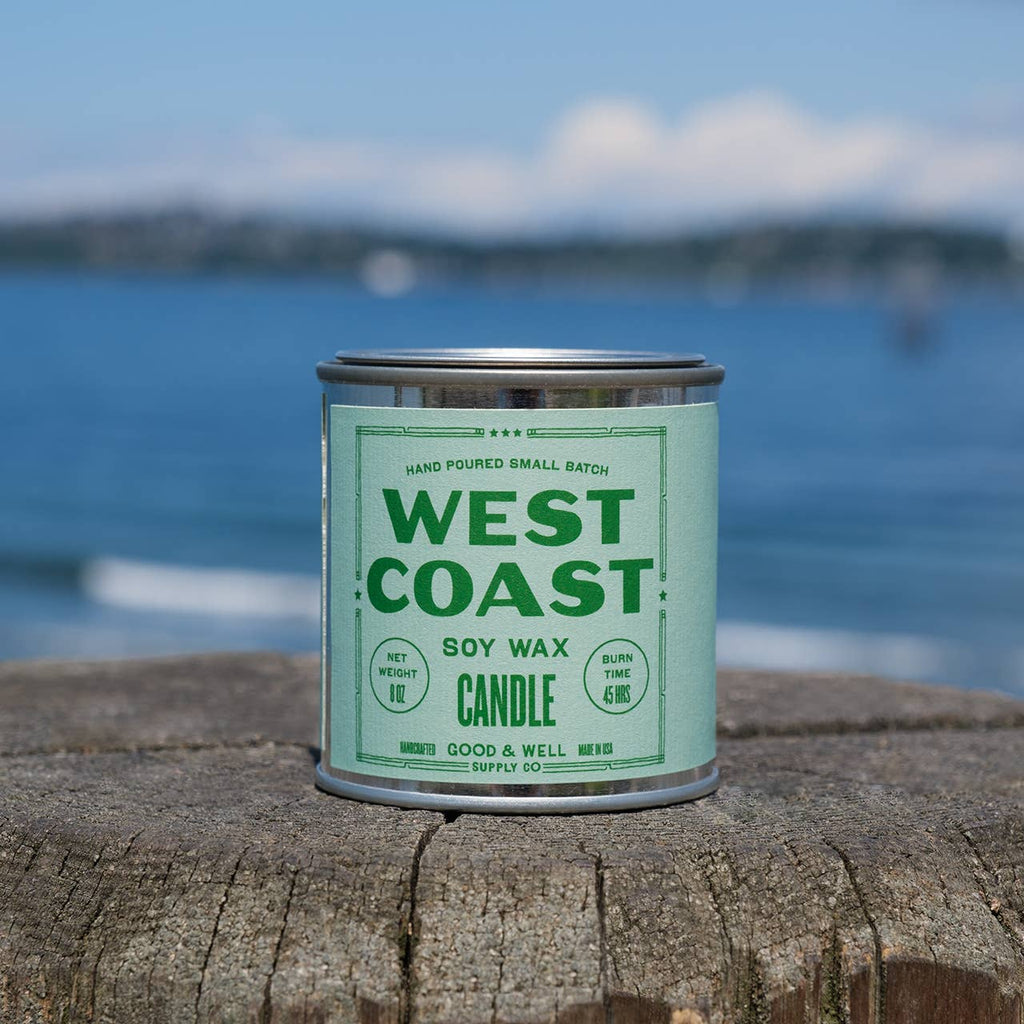 HAND POURED SMALL BATCH
WEST
COAST
SOY WAX
CANDLE
NET
WEIGHT
8 OZ
BURN
TIME
45 HRS
HANDCRAFTED
GOOD & WELL
SUPPLY CO
MADE IN USA